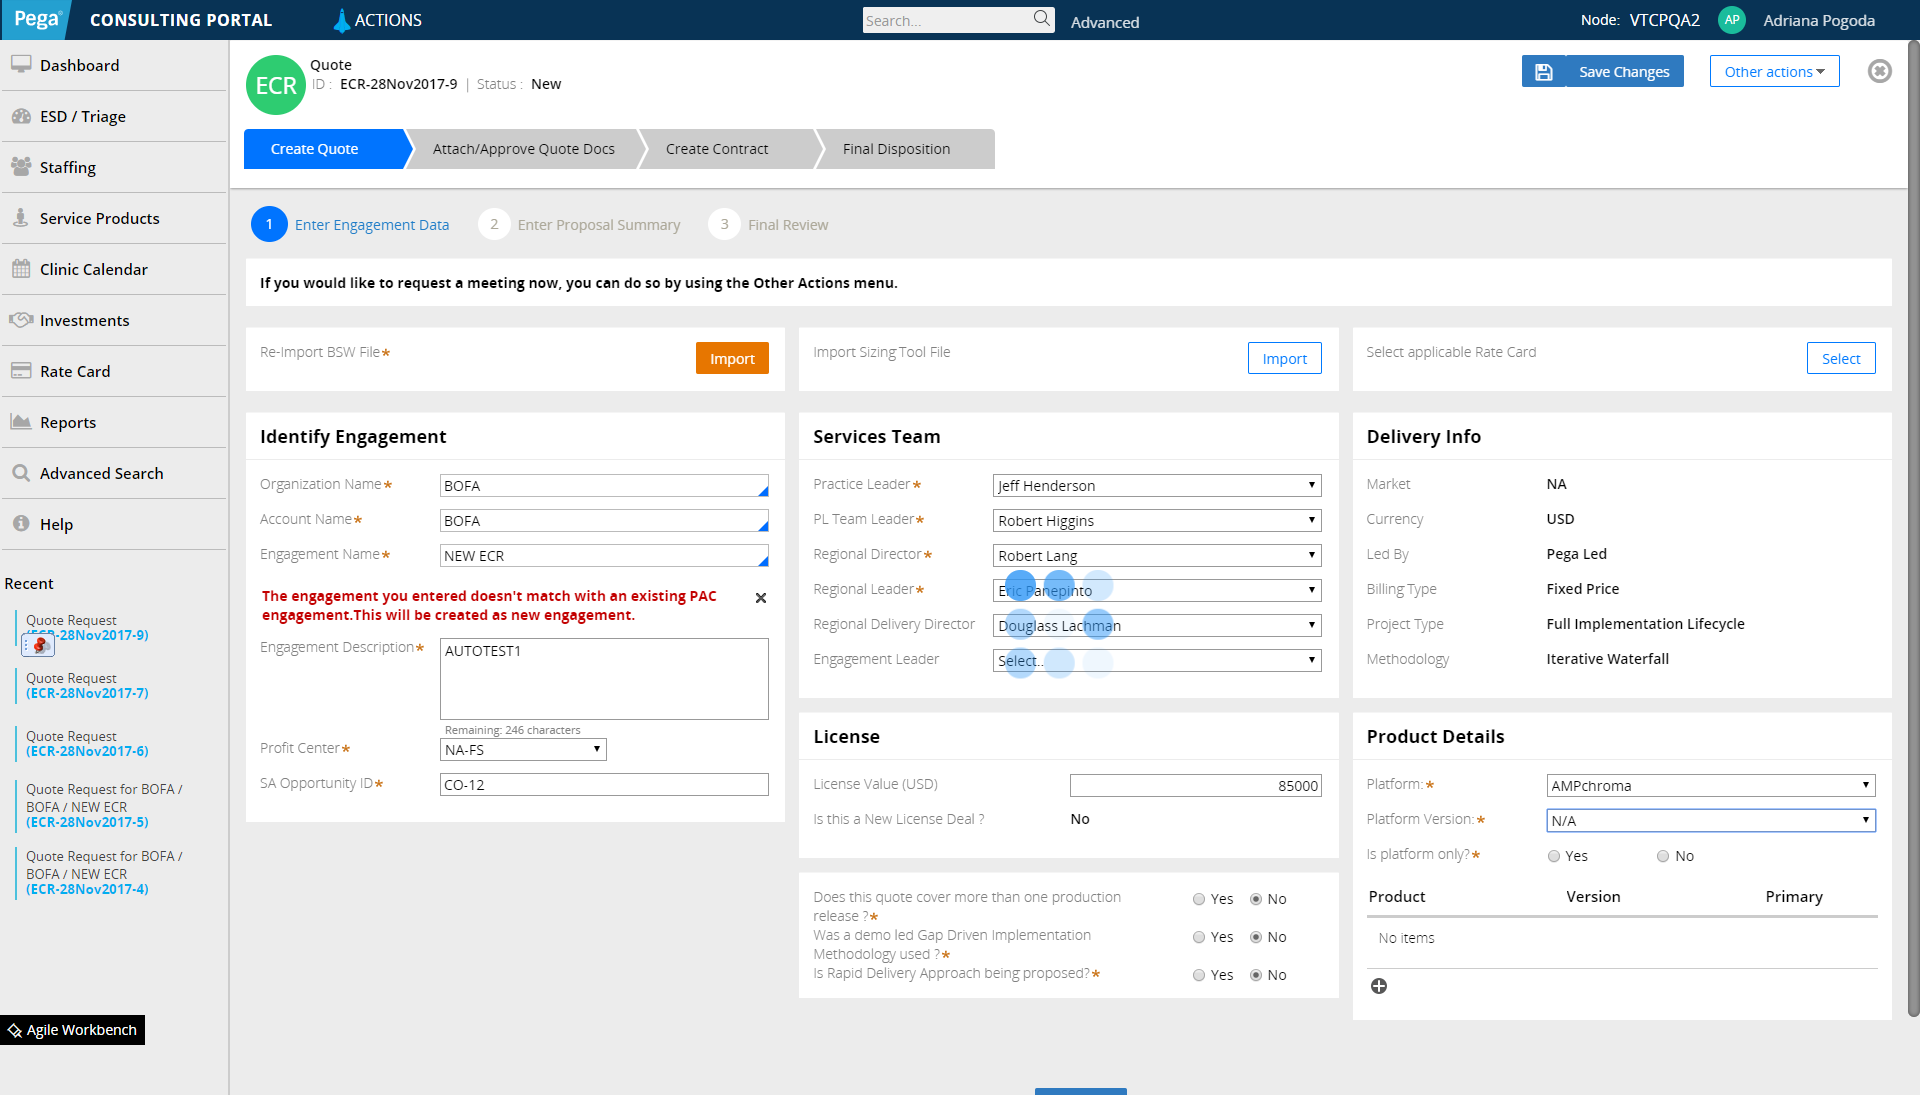 Pega CONSULTING PORTAL ACTIONS Search... Advanced Node: VTCPQA2 AP Adriana Pogoda
Dashboard
ESD / Triage
Staffing
Service Products
Clinic Calendar
Investments
Rate Card
Reports
Advanced Search
Help
Recent
Quote Request
-28Nov2017-9)
Quote Request
(ECR-28Nov2017-7)
Quote Request
(ECR-28Nov2017-6)
Quote Request for BOFA /
BOFA / NEW ECR
(ECR-28Nov2017-5)
Quote Request for BOFA /
BOFA / NEW ECR
(ECR-28Nov2017-4)
Agile Workbench
ECR
Quote
ID : ECR-28Nov2017-9 | Status : New
Save Changes
Other actions
Create Quote
Attach/Approve Quote Docs
Create Contract
Final Disposition
1 Enter Engagement Data
2 Enter Proposal Summary
3 Final Review
If you would like to request a meeting now, you can do so by using the Other Actions menu.
Re-Import BSW File* Import
Import Sizing Tool File Import
Select applicable Rate Card Select
Identify Engagement
Organization Name* BOFA
Account Name* BOFA
Engagement Name* NEW ECR
The engagement you entered doesn't match with an existing PAC
engagement.This will be created as new engagement.
Engagement Description* AUTOTEST1
Remaining: 246 characters
Profit Center* NA-FS
SA Opportunity ID* CO-12
Services Team
Practice Leader* Jeff Henderson
PL Team Leader* Robert Higgins
Regional Director* Robert Lang
Regional Leader* Eric Panepinto
Regional Delivery Director Douglass Lachman
Engagement Leader Select..
License
License Value (USD) 85000
Is this a New License Deal ? No
Does this quote cover more than one production
release ?* Yes No
Was a demo led Gap Driven Implementation
Methodology used ?* Yes No
Is Rapid Delivery Approach being proposed?* Yes No
Delivery Info
Market NA
Currency USD
Led By Pega Led
Billing Type Fixed Price
Project Type Full Implementation Lifecycle
Methodology Iterative Waterfall
Product Details
Platform:* AMPchroma
Platform Version:* N/A
Is platform only?* Yes No
Product Version Primary
No items